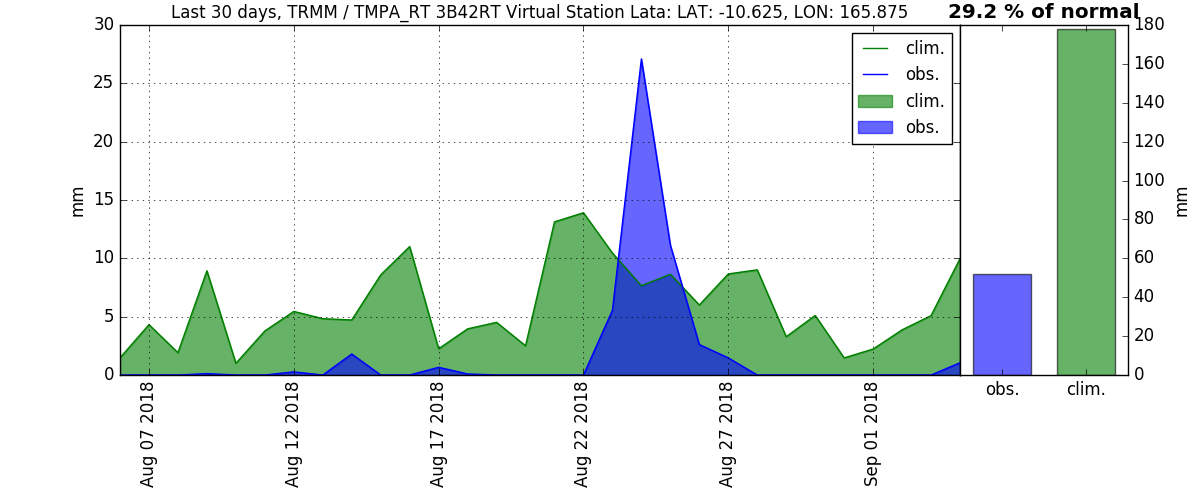 Last 30 days, TRMM / TMPA_RT 3B42RT Virtual Station Lata: LAT: -10.625, LON: 165.875
29.2 % of normal
30
25
20
15
10
5
0
mm
clim.
obs.
clim.
obs.
180
160
140
120
100
80
60
40
20
0
mm
obs.
clim.
Aug 07 2018
Aug 12 2018
Aug 17 2018
Aug 22 2018
Aug 27 2018
Sep 01 2018